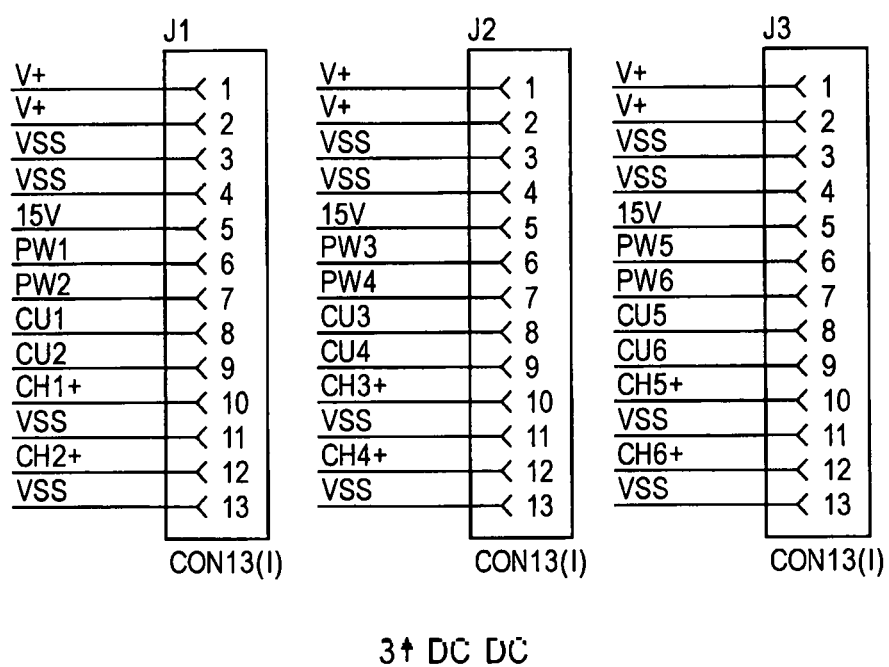 J1
V+ 1
V+ 2
VSS 3
VSS 4
15V 5
PW1 6
PW2 7
CU1 8
CU2 9
CH1+ 10
VSS 11
CH2+ 12
VSS 13
CON13(I)
J2
V+ 1
V+ 2
VSS 3
VSS 4
15V 5
PW3 6
PW4 7
CU3 8
CU4 9
CH3+ 10
VSS 11
CH4+ 12
VSS 13
CON13(I)
J3
V+ 1
V+ 2
VSS 3
VSS 4
15V 5
PW5 6
PW6 7
CU5 8
CU6 9
CH5+ 10
VSS 11
CH6+ 12
VSS 13
CON13(I)
3个 DC DC